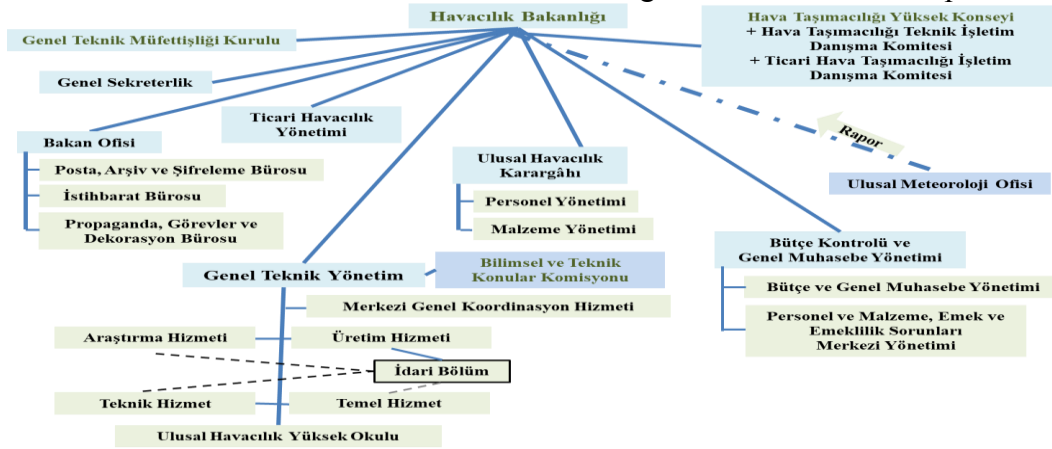 Havacılık Bakanlığı
Genel Teknik Müfettişliği Kurulu
Hava Taşımacılığı Yüksek Konseyi
+ Hava Taşımacılığı Teknik İşletim
Danışma Komitesi
+ Ticari Hava Taşımacılığı İşletim
Danışma Komitesi
Genel Sekreterlik
Ticari Havacılık
Yönetimi
Bakan Ofisi
Posta, Arşiv ve Şifreleme Bürosu
İstihbarat Bürosu
Propaganda, Görevler ve
Dekorasyon Bürosu
Ulusal Havacılık
Karargâhı
Personel Yönetimi
Malzeme Yönetimi
Rapor
Ulusal Meteoroloji Ofisi
Bütçe Kontrolü ve
Genel Muhasebe Yönetimi
Bütçe ve Genel Muhasebe Yönetimi
Personel ve Malzeme, Emek ve
Emeklilik Sorunları
Merkezi Yönetimi
Genel Teknik Yönetim
Bilimsel ve Teknik
Konular Komisyonu
Merkezi Genel Koordinasyon Hizmeti
Araştırma Hizmeti
Üretim Hizmeti
İdari Bölüm
Teknik Hizmet
Temel Hizmet
Ulusal Havacılık Yüksek Okulu